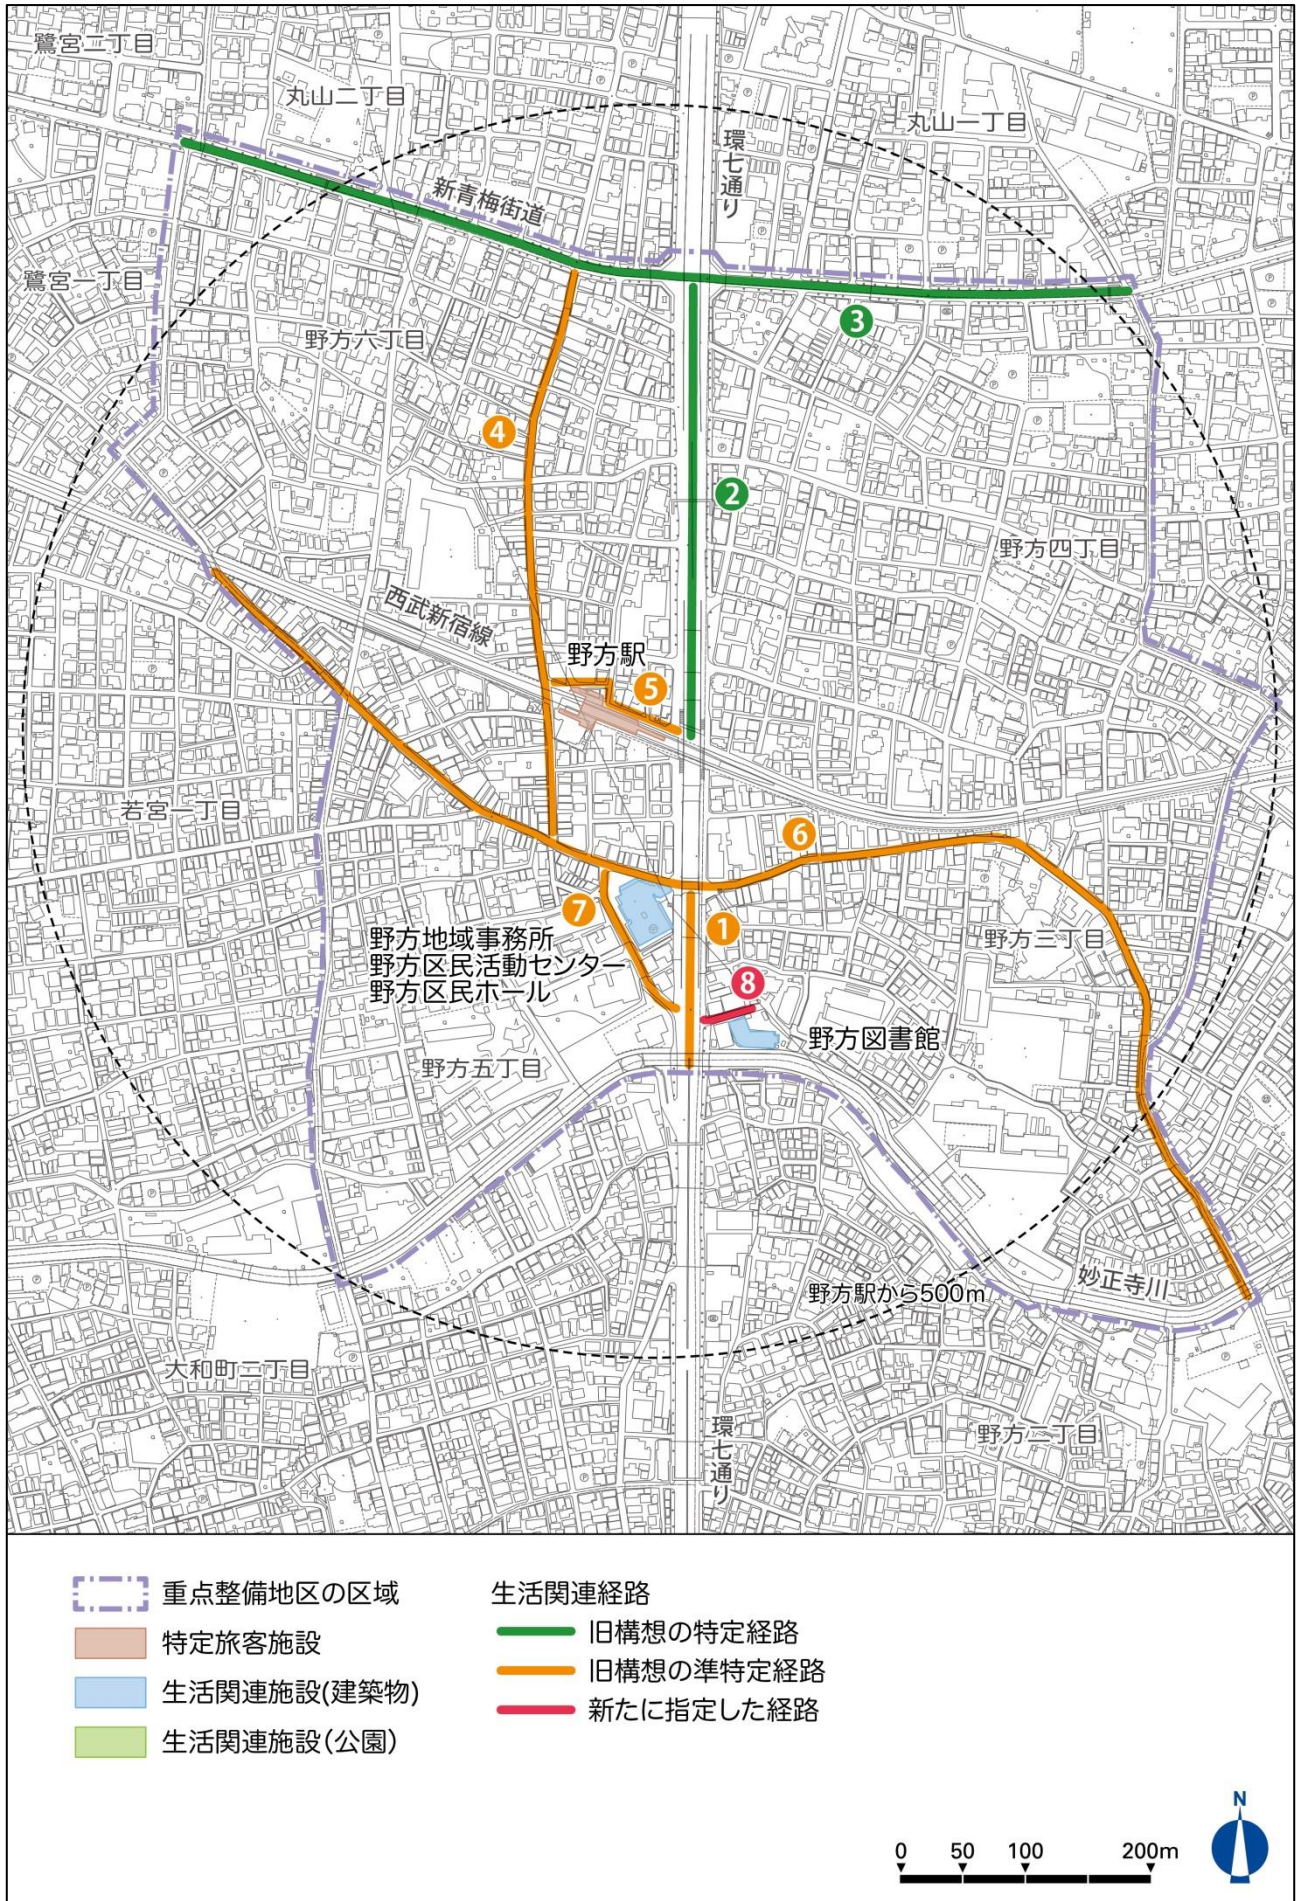 鷺宮二丁目
丸山二丁目
丸山一丁目
環七通り
新青梅街道
鷺宮一丁目
3
野方六丁目
4
2
野方四丁目
西武新宿線
野方駅
5
若宮一丁目
6
7
1
野方地域事務所
野方区民活動センター
野方区民ホール
野方三丁目
8
野方図書館
野方五丁目
妙正寺川
野方駅から500m
大和町二丁目
環七通り
野方二丁目
重点整備地区の区域
特定旅客施設
生活関連施設(建築物)
生活関連施設(公園)
生活関連経路
旧構想の特定経路
旧構想の準特定経路
新たに指定した経路
N
0 50 100 200m